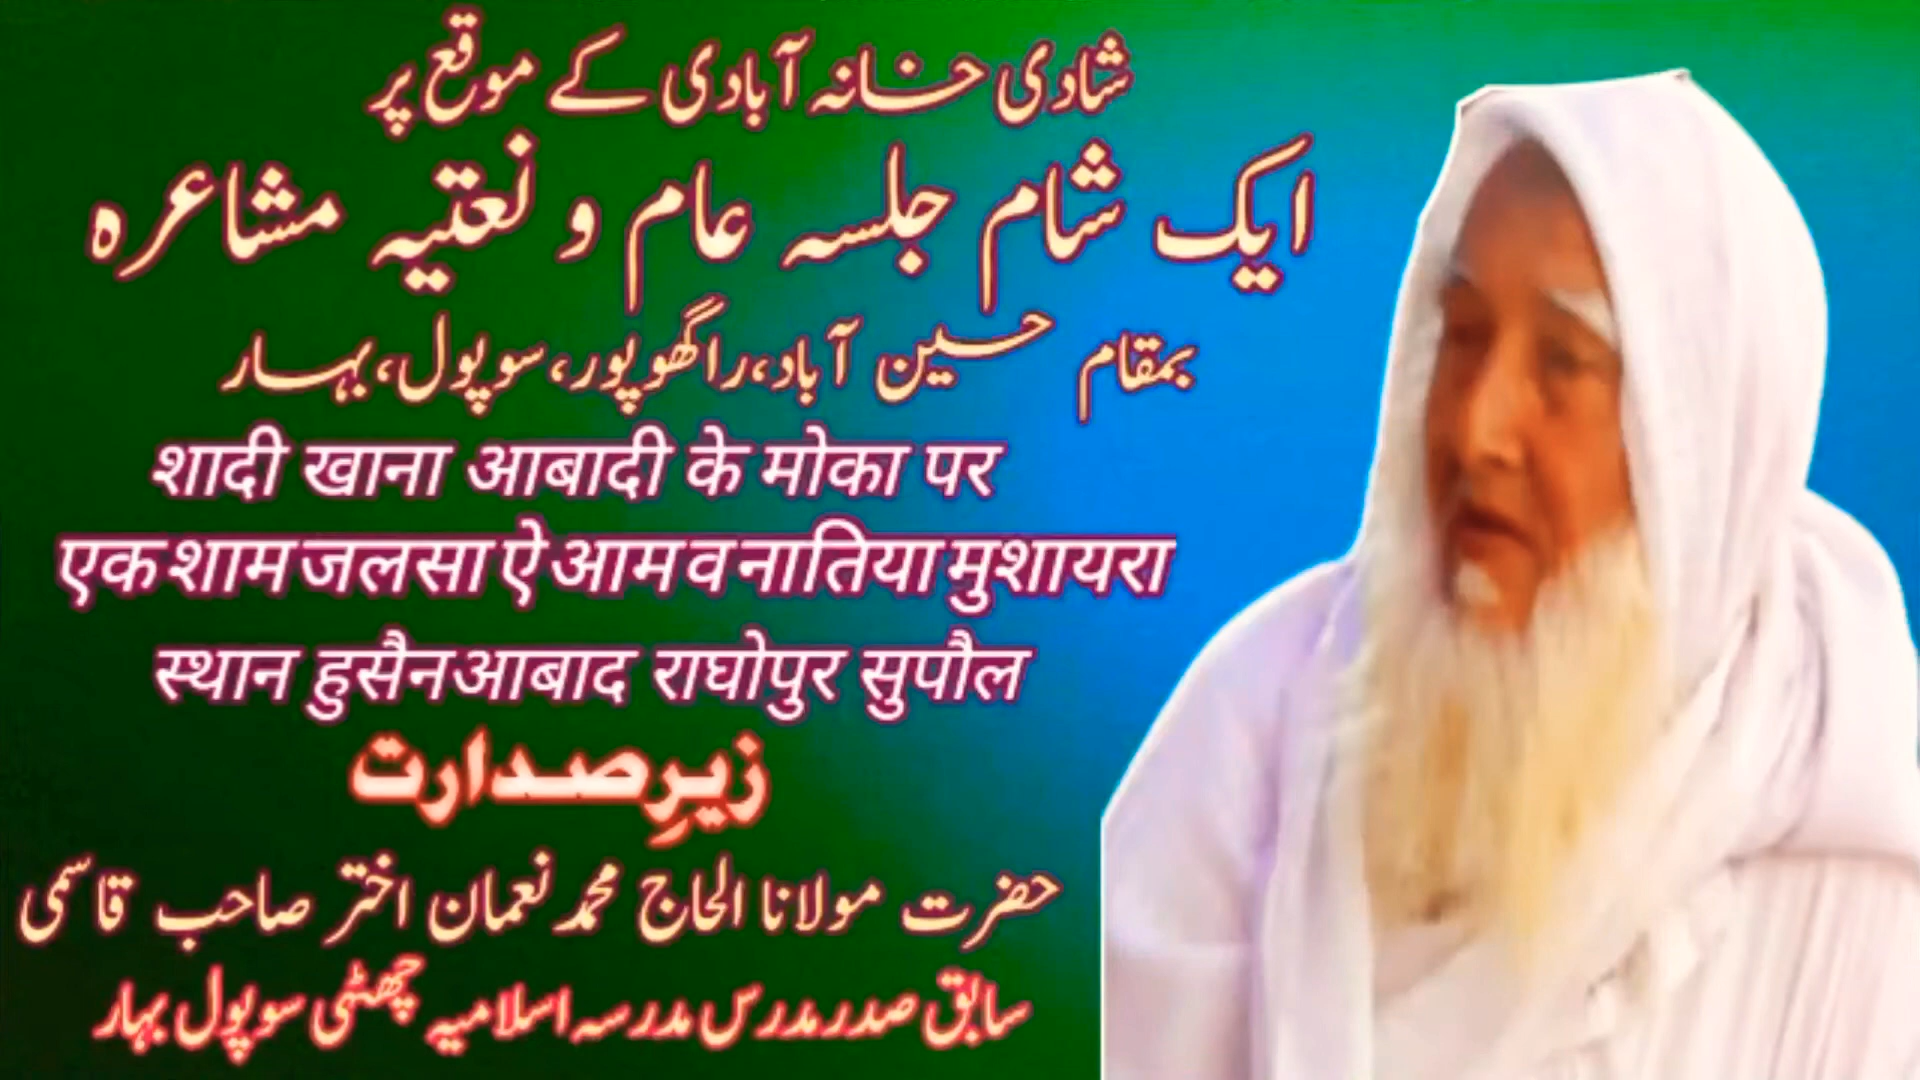 شادی خانہ آبادی کے موقع پر
ایک شام جلسہ عام و نعتیہ مشاعرہ
بمقام حسین آباد،راگھوپور،سوپول،بہار
शादी खाना आबादी के मोका पर
एक शाम जलसा ऐ आम व नातिया मुशायरा
स्थान हुसैनआबाद राघोपुर सुपौल
زیرِصدارت
حضرت مولانا الحاج محمد نعمان اختر صاحب قاسمی
سابق صدر مدرس مدرسہ اسلامیہ چھٹی سوپول بہار